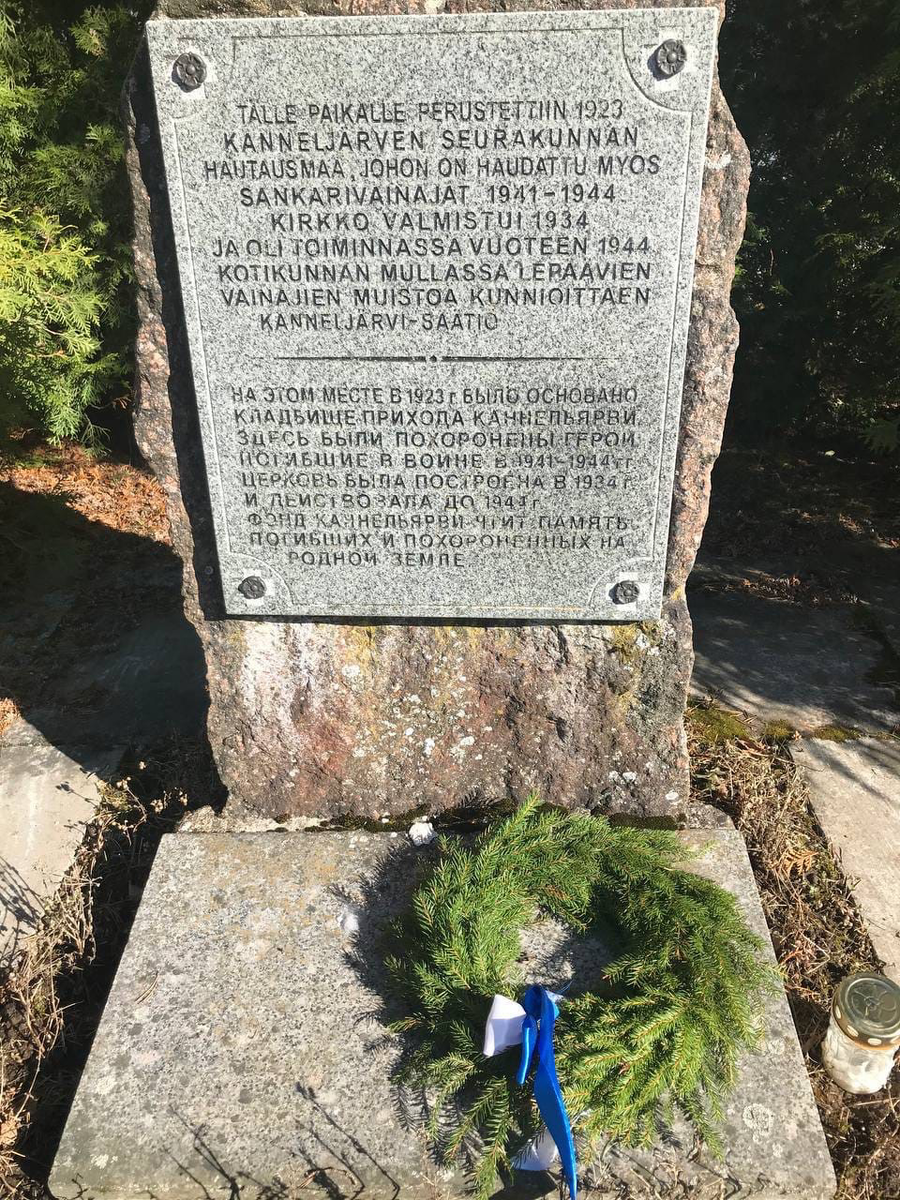 TÄLLE PAIKALLE PERUSTETTIIN 1923
KANNELJÄRVEN SEURAKUNNAN
HAUTAUSMAA, JOHON ON HAUDATTU MYÖS
SANKARIVAINAJAT 1941-1944
KIRKKO VALMISTUI 1934
JA OLI TOIMINNASSA VUOTEEN 1944
KOTIKUNNAN MULLASSA LEPÄÄVIEN
VAINAJIEN MUISTOA KUNNIOITTAEN
KANNELJÄRVI-SÄÄTIÖ
НА ЭТОМ МЕСТЕ В 1923 г. БЫЛО ОСНОВАНО
КЛАДБИЩЕ ПРИХОДА КАННЕЛЬЯРВИ
ЗДЕСЬ БЫЛИ ПОХОРОНЕНЫ ГЕРОИ
ПОГИБШИЕ В ВОЙНЕ В 1941-1944 г г
ЦЕРКОВЬ БЫЛА ПОСТРОЕНА В 1934 г.
И ДЕЙСТВОВАЛА ДО 1944 г
ФОНД КАННЕЛЬЯРВИ ЧТИТ ПАМЯТЬ
ПОГИБШИХ И ПОХОРОНЕННЫХ НА
РОДНОЙ ЗЕМЛЕ